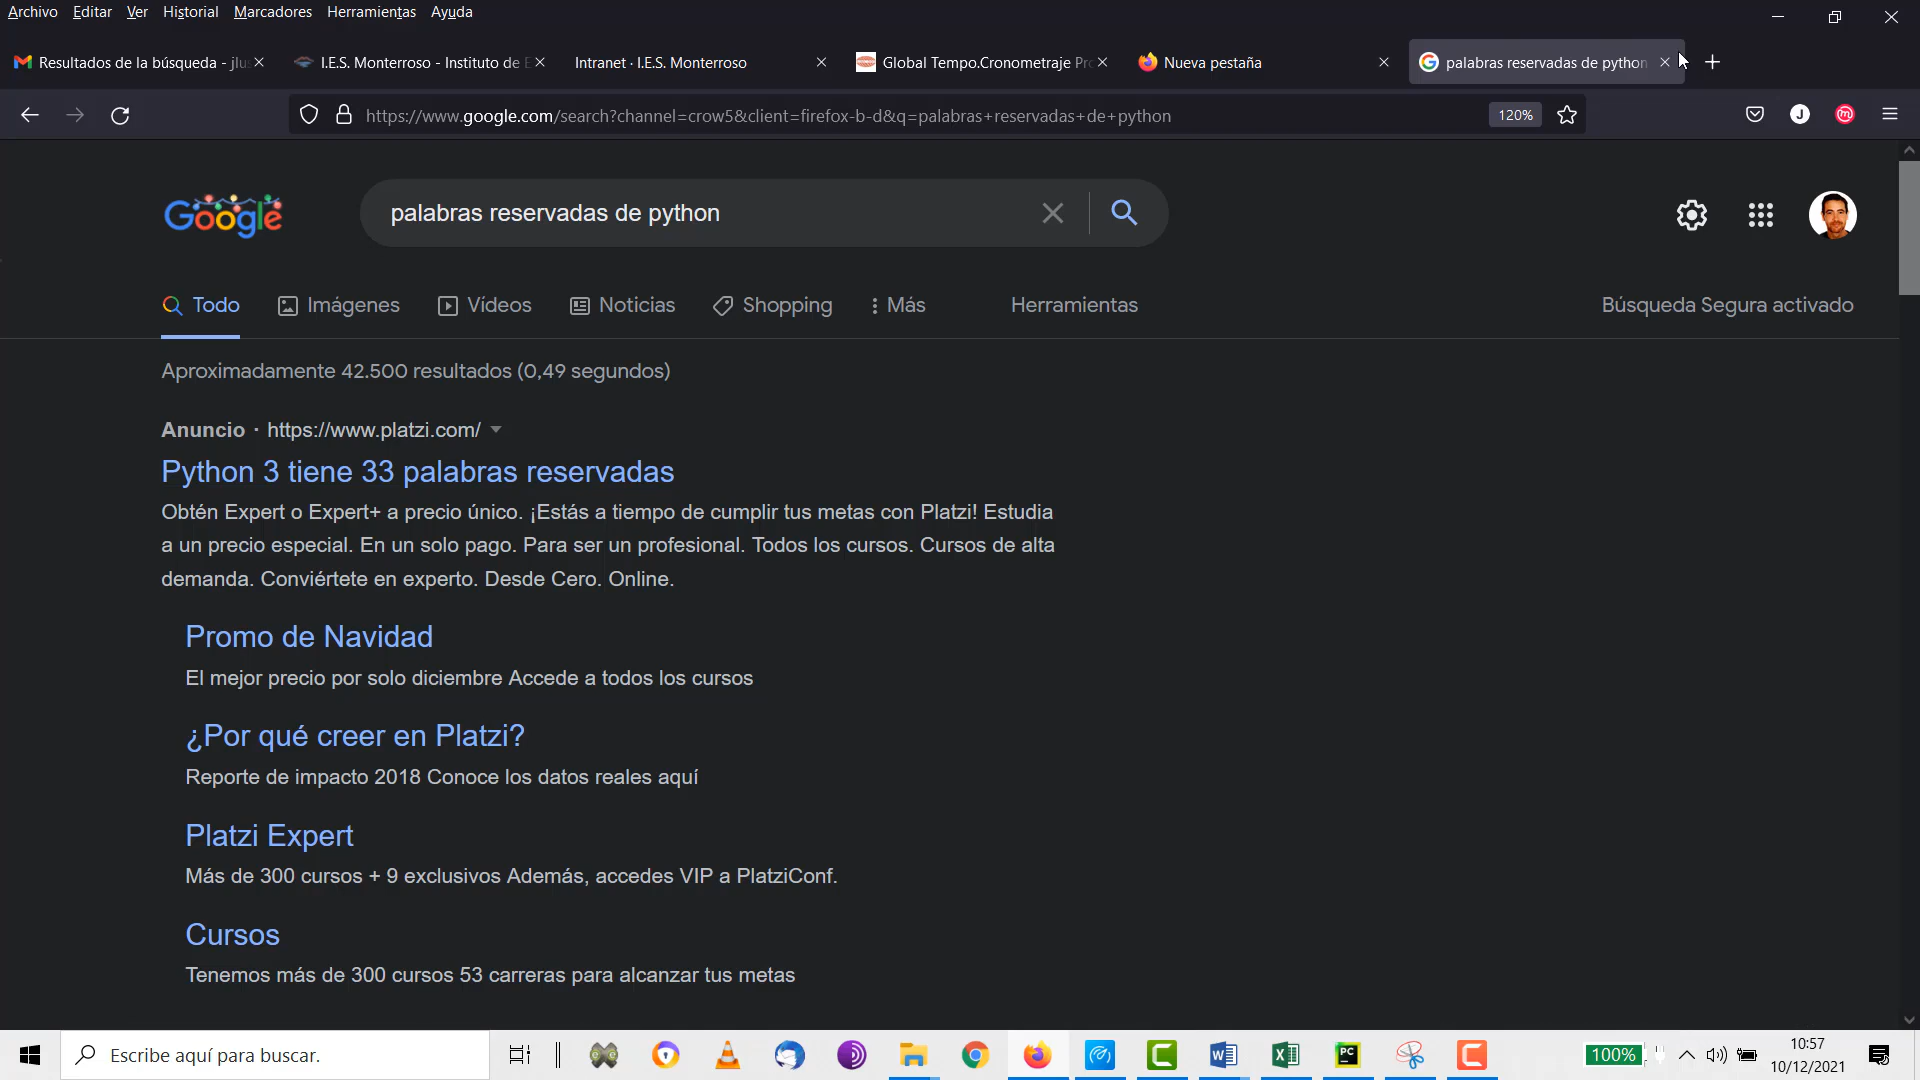 Archivo Editar Ver Historial Marcadores Herramientas Ayuda
Resultados de la búsqueda - jlus
I.E.S. Monterroso - Instituto de E
Intranet · I.E.S. Monterroso
Global Tempo.Cronometraje Pro
Nueva pestaña
palabras reservadas de python
https://www.google.com/search?channel=crow5&client=firefox-b-d&q=palabras+reservadas+de+python
120%
J
m
Google
palabras reservadas de python
Todo
Imágenes
Vídeos
Noticias
Shopping
Más
Herramientas
Búsqueda Segura activado
Aproximadamente 42.500 resultados (0,49 segundos)
Anuncio · https://www.platzi.com/
Python 3 tiene 33 palabras reservadas
Obtén Expert o Expert+ a precio único. ¡Estás a tiempo de cumplir tus metas con Platzi! Estudia
a un precio especial. En un solo pago. Para ser un profesional. Todos los cursos. Cursos de alta
demanda. Conviértete en experto. Desde Cero. Online.
Promo de Navidad
El mejor precio por solo diciembre Accede a todos los cursos
¿Por qué creer en Platzi?
Reporte de impacto 2018 Conoce los datos reales aquí
Platzi Expert
Más de 300 cursos + 9 exclusivos Además, accedes VIP a PlatziConf.
Cursos
Tenemos más de 300 cursos 53 carreras para alcanzar tus metas
Escribe aquí para buscar.
PC
100%
10:57
10/12/2021